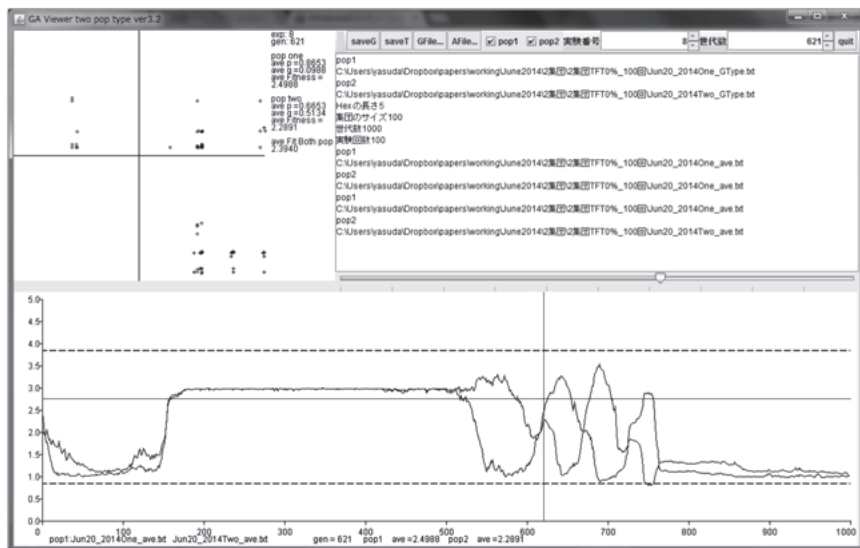 GA Viewer two pop type ver3.2
exp: 8
gen: 621
pop one
ave p =0.8653
ave g =0.0988
ave Fitness =
2.4988
pop two
ave p =0.6653
ave g =0.5134
ave Fitness =
2.2891
ave Fit Both pop
2.3940
saveG saveT GFile... AFile... pop1 pop2 実験番号 8 世代数 621 quit
pop1
C:\Users\yasuda\Dropbox\papers\working\June2014\2集団\2集団TFT0%_100回\Jun20_2014One_GType.txt
pop2
C:\Users\yasuda\Dropbox\papers\working\June2014\2集団\2集団TFT0%_100回\Jun20_2014Two_GType.txt
Hexの長さ5
集団のサイズ100
世代数1000
実験回数100
pop1
C:\Users\yasuda\Dropbox\papers\working\June2014\2集団\2集団TFT0%_100回\Jun20_2014One_ave.txt
pop2
C:\Users\yasuda\Dropbox\papers\working\June2014\2集団\2集団TFT0%_100回\Jun20_2014Two_ave.txt
pop1
C:\Users\yasuda\Dropbox\papers\working\June2014\2集団\2集団TFT0%_100回\Jun20_2014One_ave.txt
pop2
C:\Users\yasuda\Dropbox\papers\working\June2014\2集団\2集団TFT0%_100回\Jun20_2014Two_ave.txt
5.0
4.5
4.0
3.5
3.0
2.5
2.0
1.5
1.0
0.5
0.0
0 100 200 300 400 500 600 700 800 900 1000
pop1:Jun20_2014One_ave.txt Jun20_2014Two_ave.txt gen = 621 pop1 ave =2.4988 pop2 ave =2.2891